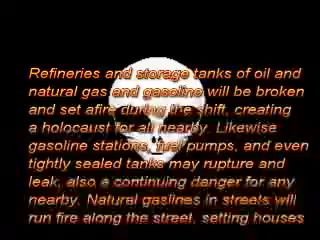 Refineries and storage tanks of oil and
natural gas and gasoline will be broken
and set afire during the shift, creating
a holocaust for all nearby. Likewise
gasoline stations, fuel pumps, and even
tightly sealed tanks may rupture and
leak, also a continuing danger for any
nearby. Natural gaslines in streets will
run fire along the street, setting houses